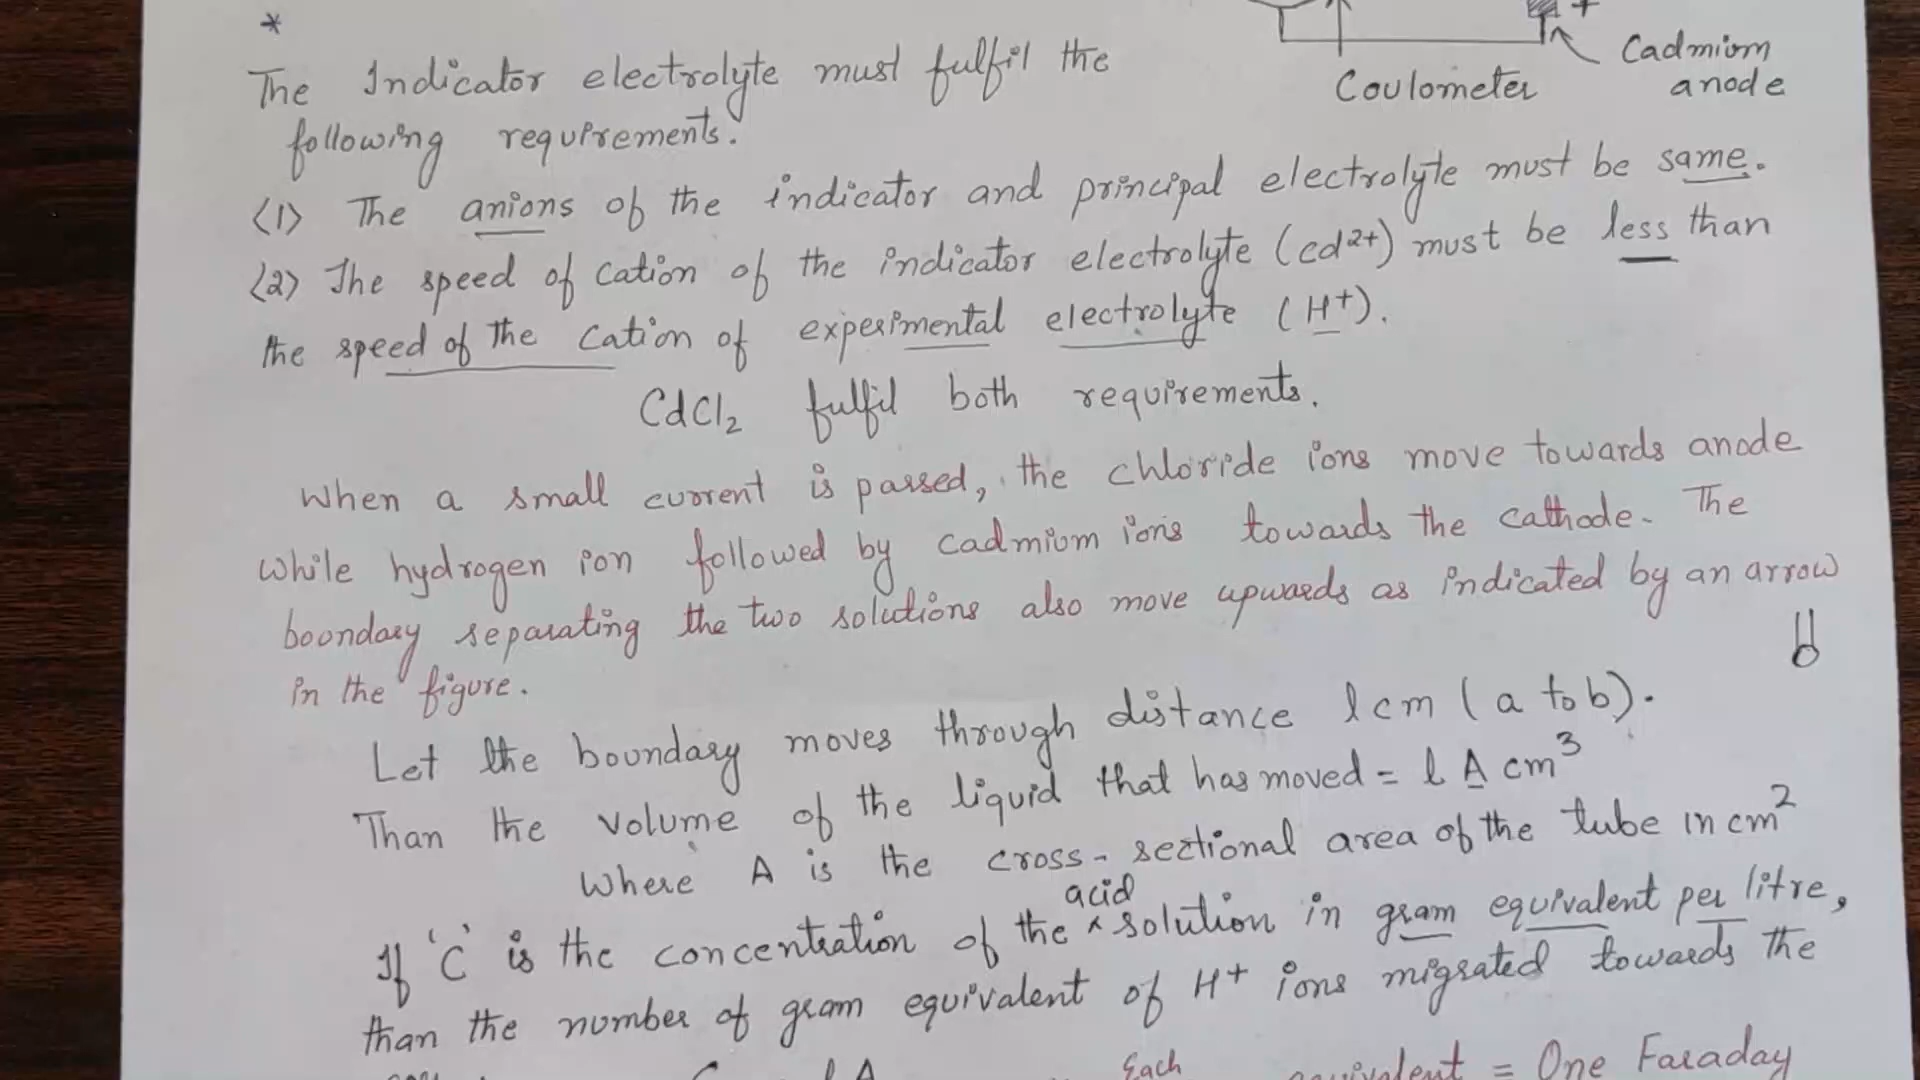 *
+
Cadmium
anode
Coulometer
The Indicator electrolyte must fulfil the
following requirements.
(1) The anions of the indicator and principal electrolyte must be same.
(2) The speed of cation of the indicator electrolyte (cd2+) must be less than
the speed of the cation of experimental electrolyte (H+).
CdCl2 fulfil both requirements.
When a small current is passed, the chloride ions move towards anode
while hydrogen ion followed by cadmium ions towards the cathode. The
boundary separating the two solutions also move upwards as indicated by an arrow
in the figure.
Let the boundary moves through distance l cm (a to b).
Than the volume of the liquid that has moved = l A cm3
Where A is the cross-sectional area of the tube in cm2
acid
If 'C' is the concentration of the ^ solution in gram equivalent per litre,
than the number of gram equivalent of H+ ions migrated towards the
Each equivalent = One Faraday